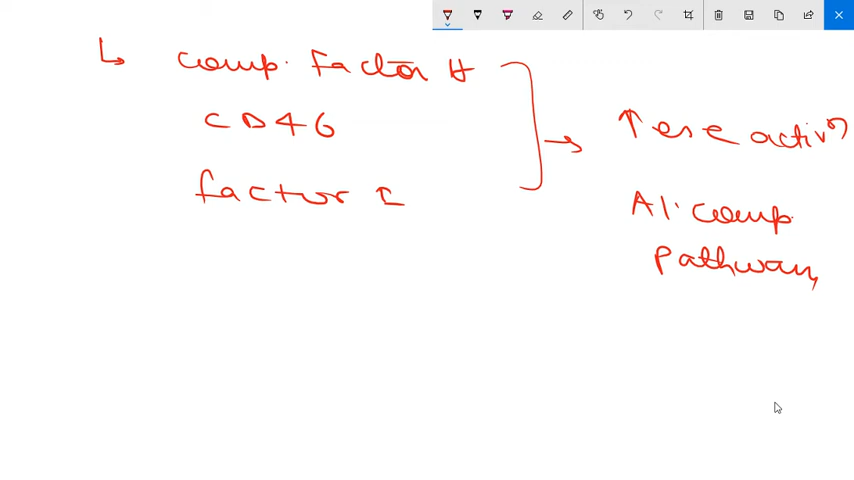 ↳ comp. factor H
CD46
factor I
↑ese activ
Al. comp.
pathway